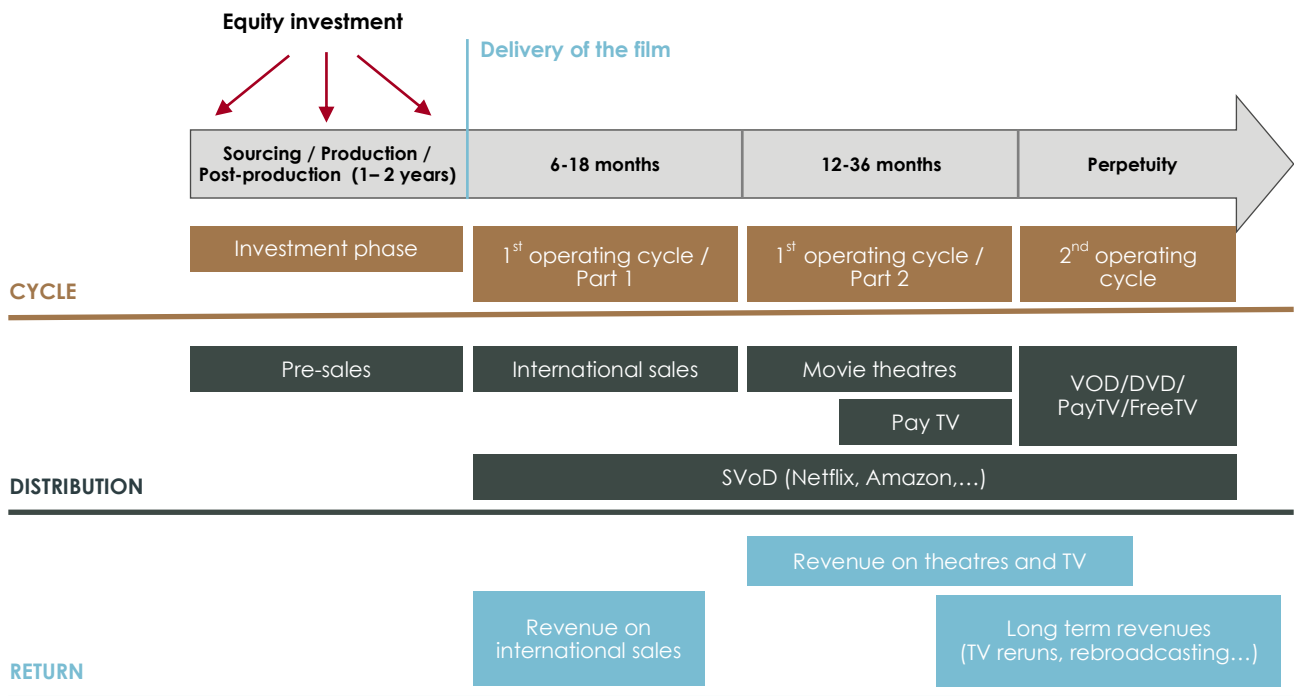 Equity investment
Delivery of the film
Sourcing / Production /
Post-production (1– 2 years)
6-18 months
12-36 months
Perpetuity
Investment phase
1st operating cycle /
Part 1
1st operating cycle /
Part 2
2nd operating
cycle
CYCLE
Pre-sales
International sales
Movie theatres
VOD/DVD/
PayTV/FreeTV
Pay TV
SVoD (Netflix, Amazon,…)
DISTRIBUTION
Revenue on theatres and TV
Revenue on
international sales
Long term revenues
(TV reruns, rebroadcasting…)
RETURN